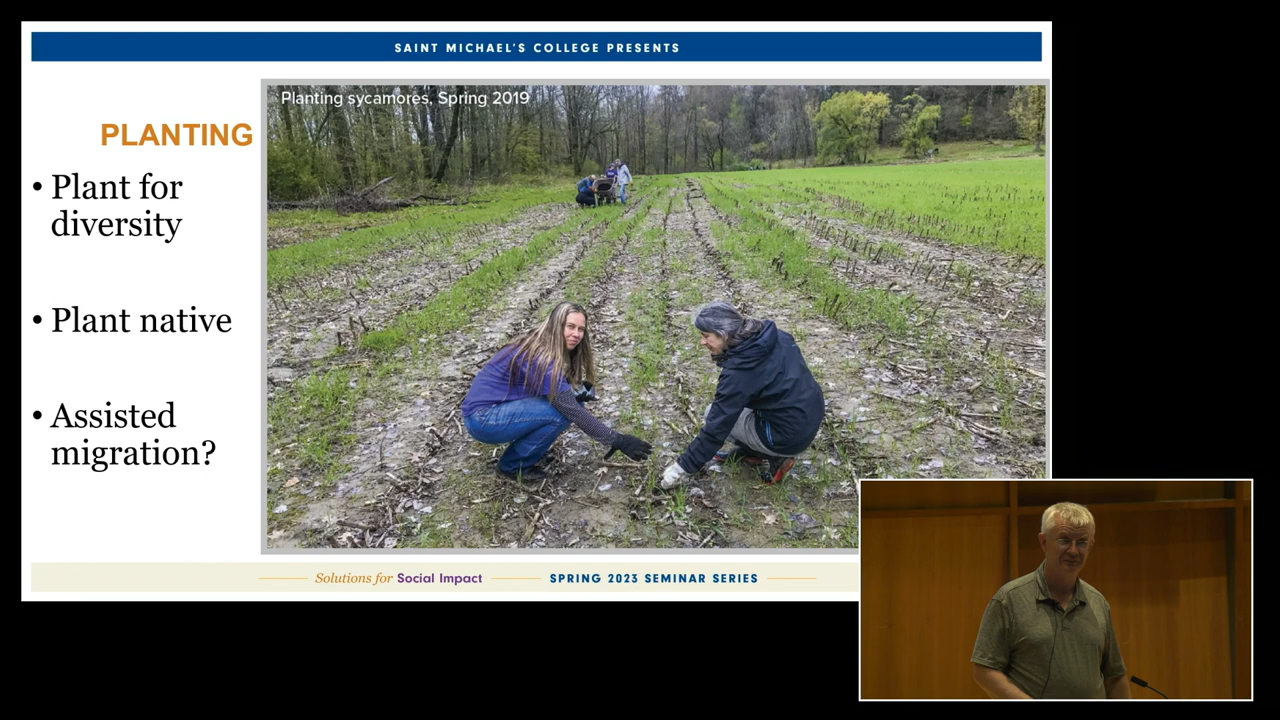 SAINT MICHAEL'S COLLEGE PRESENTS
Planting sycamores, Spring 2019
PLANTING
• Plant for
diversity
• Plant native
• Assisted
migration?
Solutions for Social Impact
SPRING 2023 SEMINAR SERIES